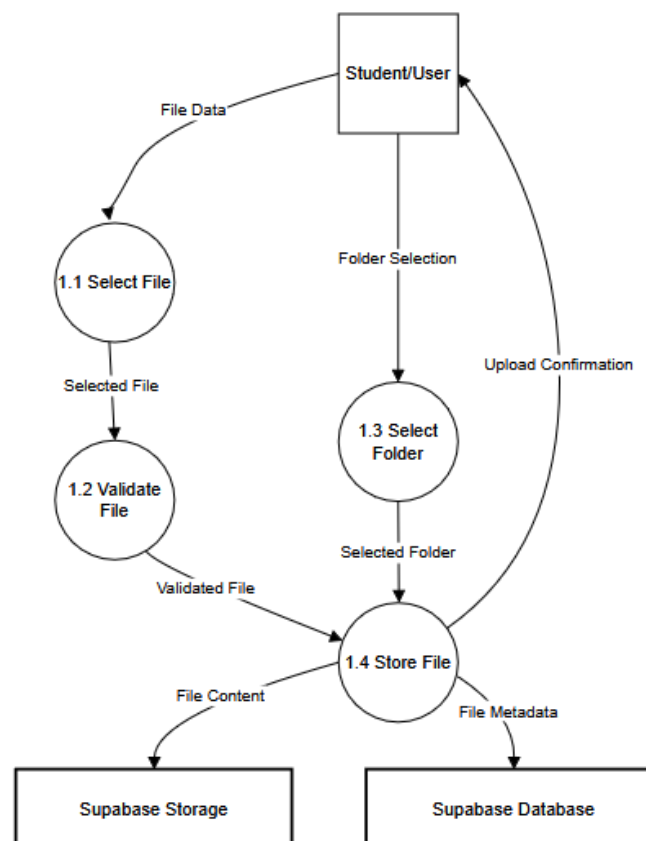 Student/User
File Data
Folder Selection
1.1 Select File
Upload Confirmation
Selected File
1.3 Select
Folder
1.2 Validate
File
Selected Folder
Validated File
1.4 Store File
File Content
File Metadata
Supabase Storage
Supabase Database